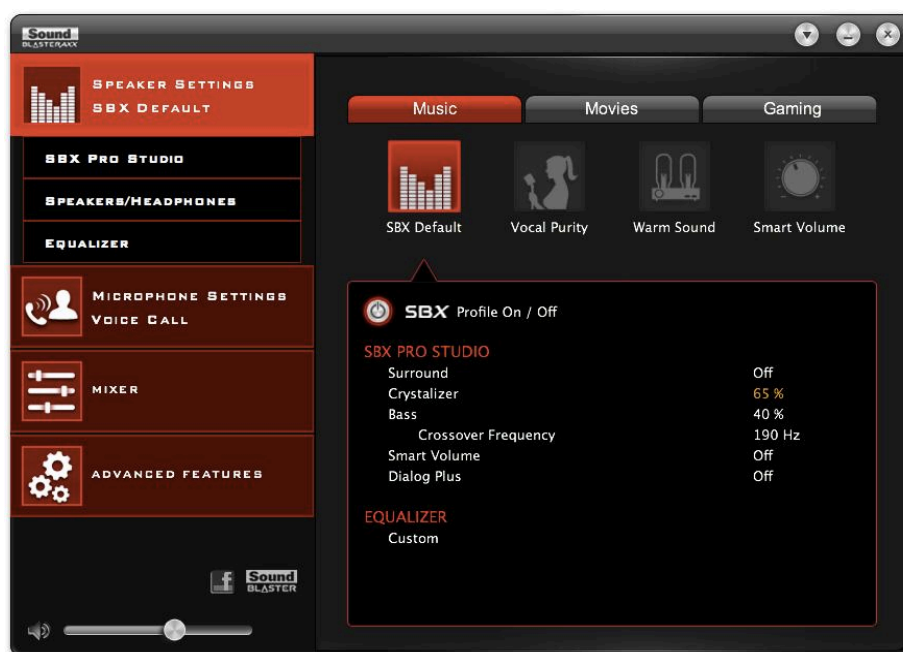 Sound
BLASTERAXX
SPEAKER SETTINGS
SBX DEFAULT
SBX PRO STUDIO
SPEAKERS/HEADPHONES
EQUALIZER
MICROPHONE SETTINGS
VOICE CALL
MIXER
ADVANCED FEATURES
f
Sound
BLASTER
Music Movies Gaming
SBX Default Vocal Purity Warm Sound Smart Volume
SBX Profile On / Off
SBX PRO STUDIO
Surround Off
Crystalizer 65 %
Bass 40 %
Crossover Frequency 190 Hz
Smart Volume Off
Dialog Plus Off
EQUALIZER
Custom